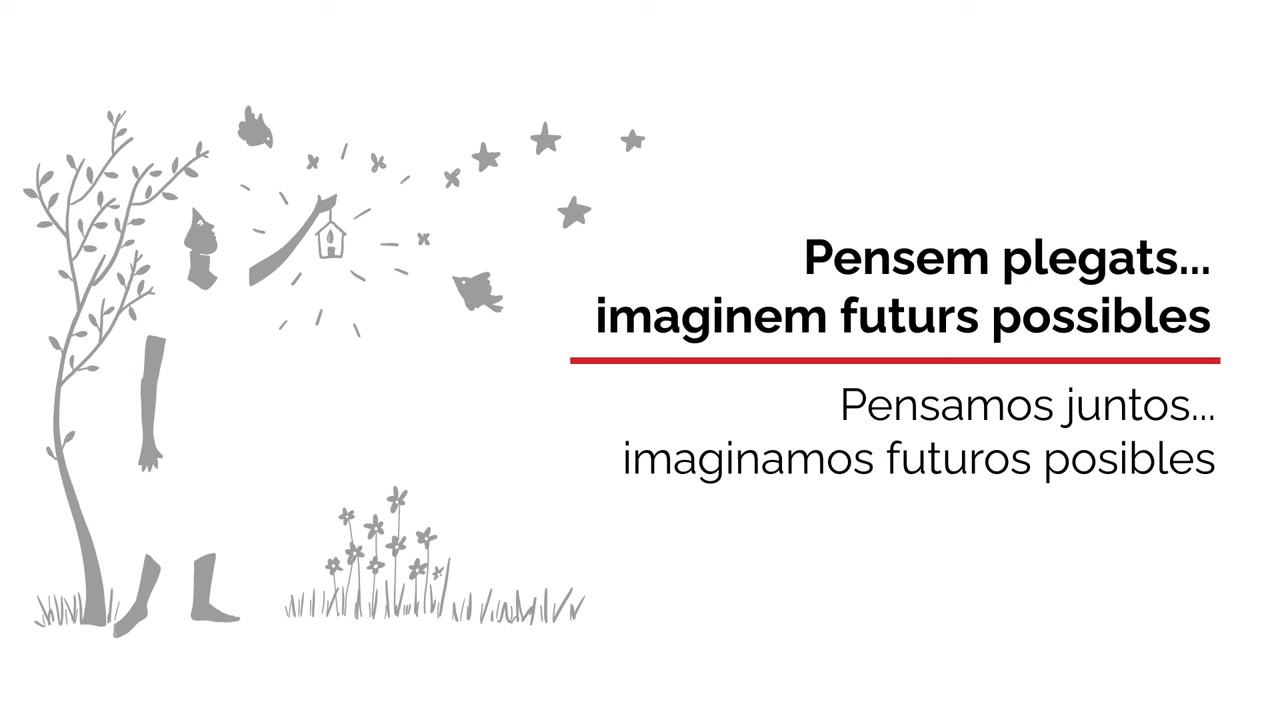 Pensem plegats...
imaginem futurs possibles
Pensamos juntos...
imaginamos futuros posibles